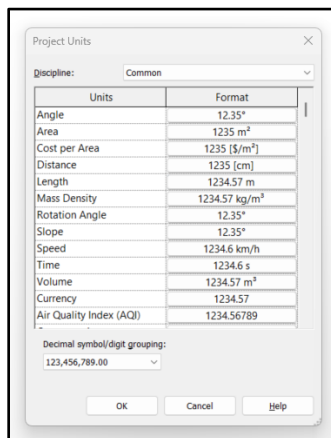 Project Units
Discipline: Common
Units Format
Angle 12.35°
Area 1235 m²
Cost per Area 1235 [$/m²]
Distance 1235 [cm]
Length 1234.57 m
Mass Density 1234.57 kg/m³
Rotation Angle 12.35°
Slope 12.35°
Speed 1234.6 km/h
Time 1234.6 s
Volume 1234.57 m³
Currency 1234.57
Air Quality Index (AQI) 1234.56789
Decimal symbol/digit grouping:
123,456,789.00
OK Cancel Help